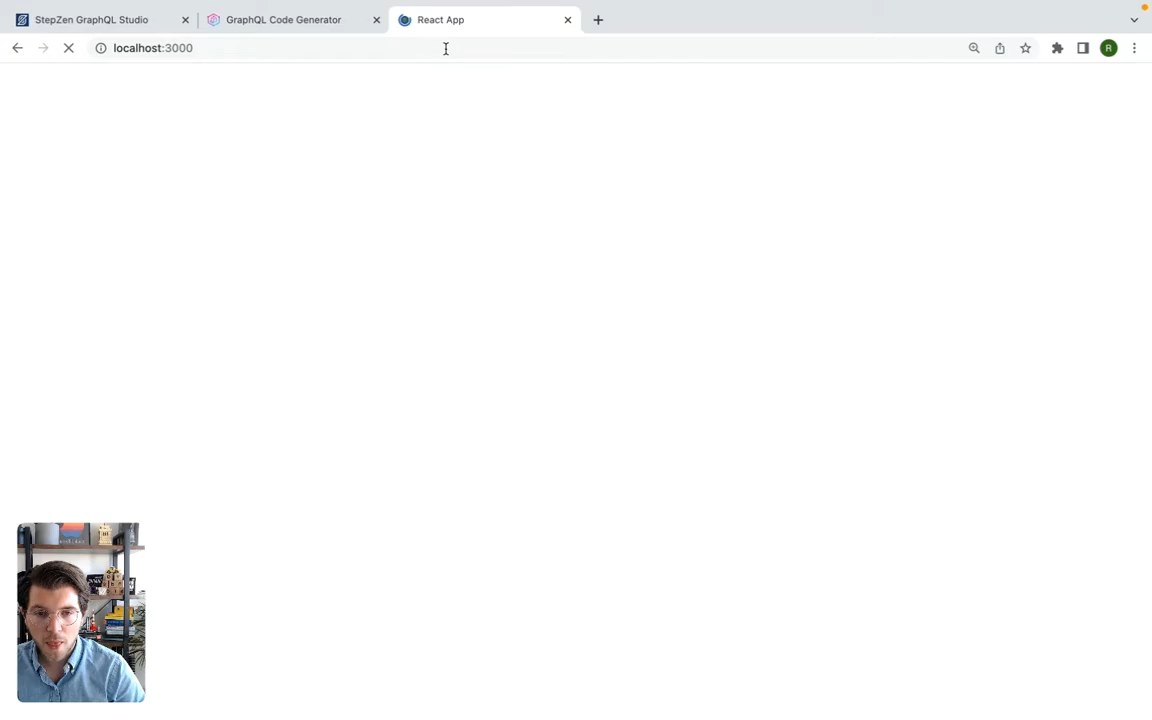 StepZen GraphQL Studio
GraphQL Code Generator
React App
localhost:3000
R